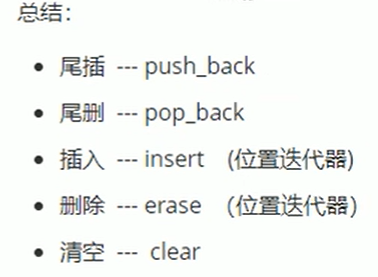 总结：
• 尾插 --- push_back
• 尾删 --- pop_back
• 插入 --- insert (位置迭代器)
• 删除 --- erase （位置迭代器）
• 清空 --- clear